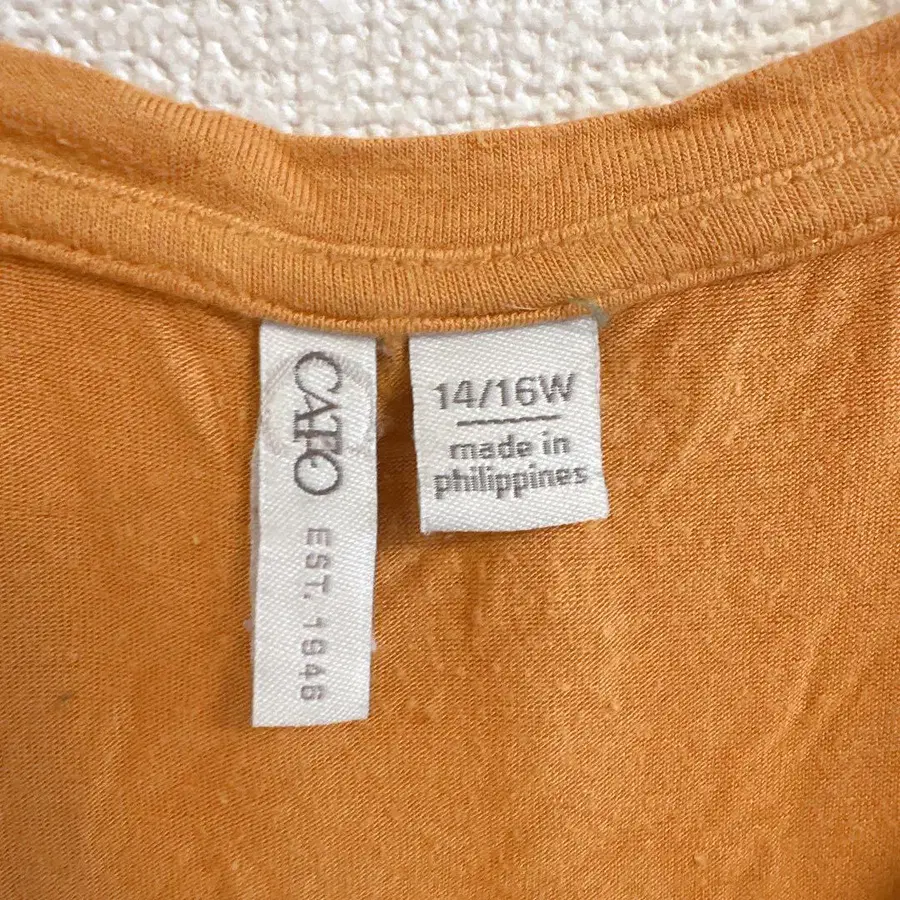 CATO
EST. 1946
14/16W
made in
philippines